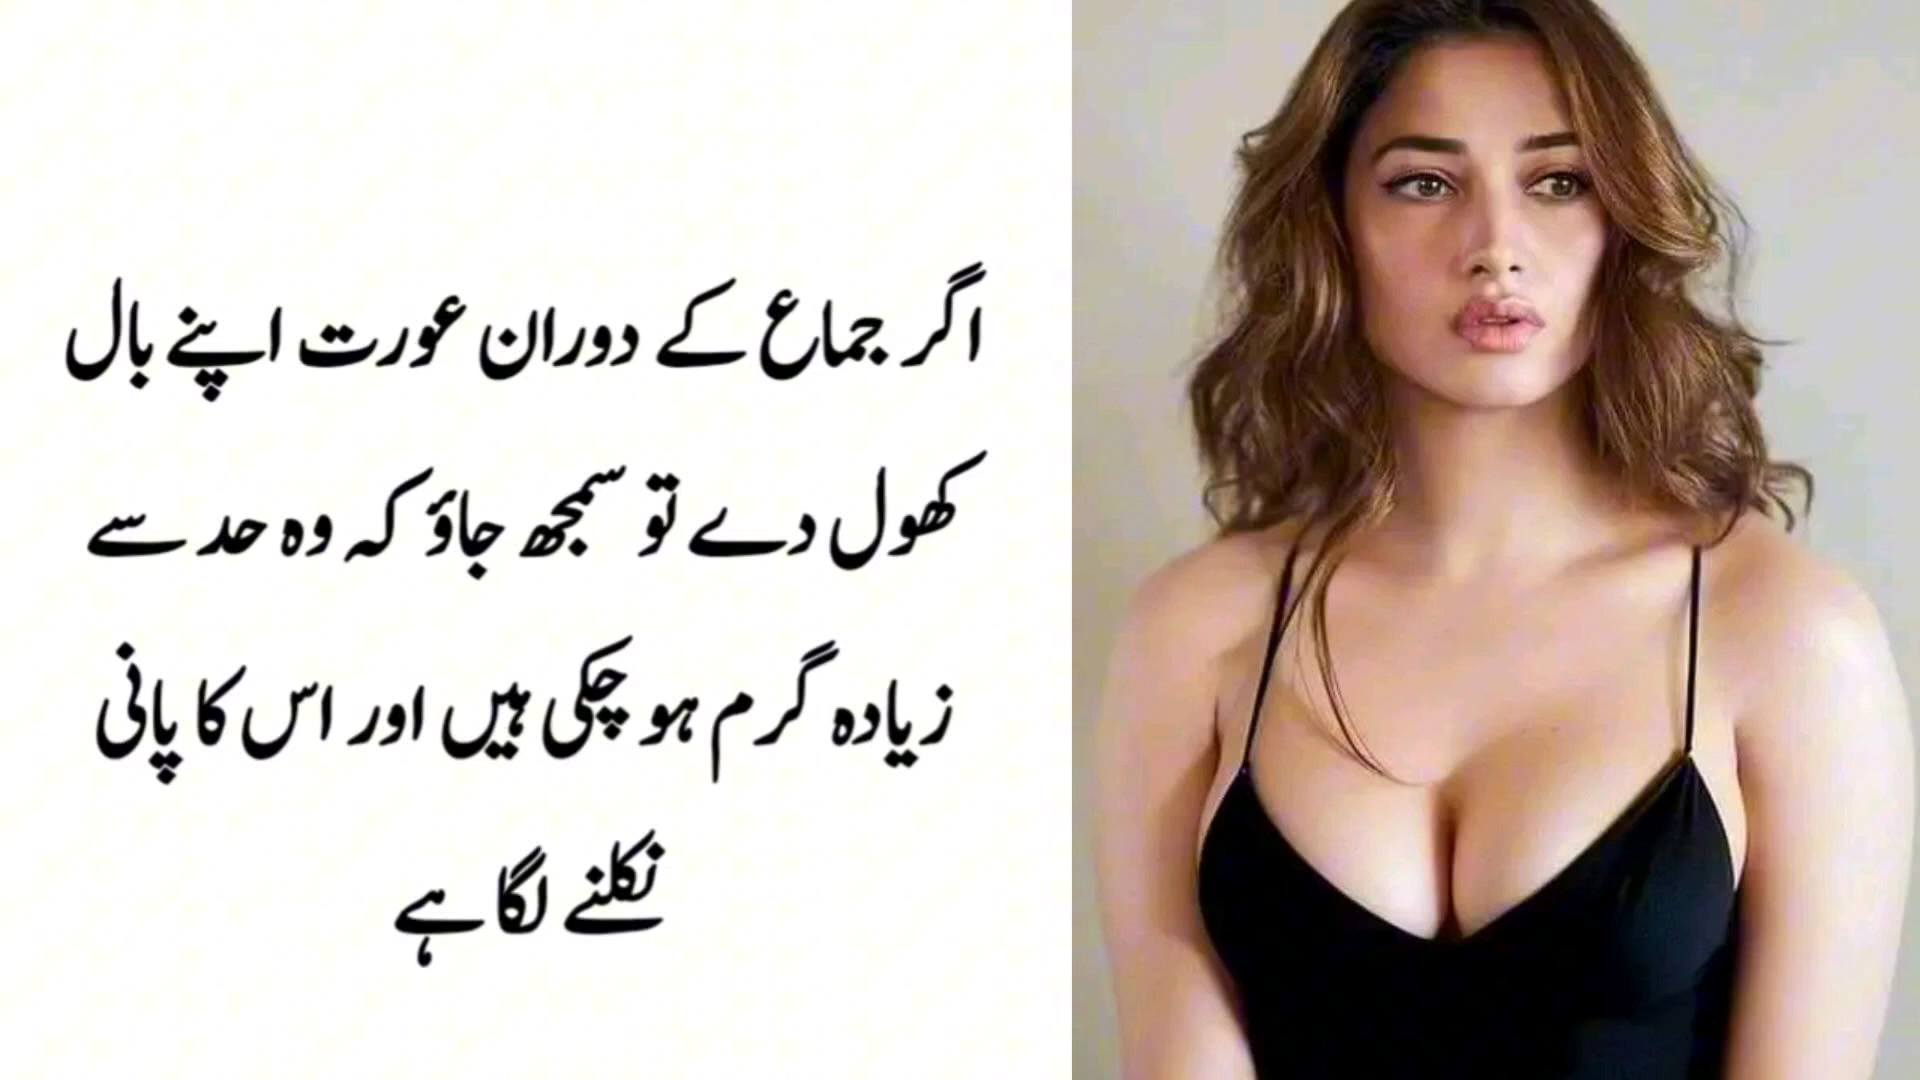 اگر جماع کے دوران عورت اپنے بال
کھول دے تو سمجھ جاؤ کہ وہ حد سے
زیادہ گرم ہو چکی ہیں اور اس کا پانی
نکلنے لگا ہے